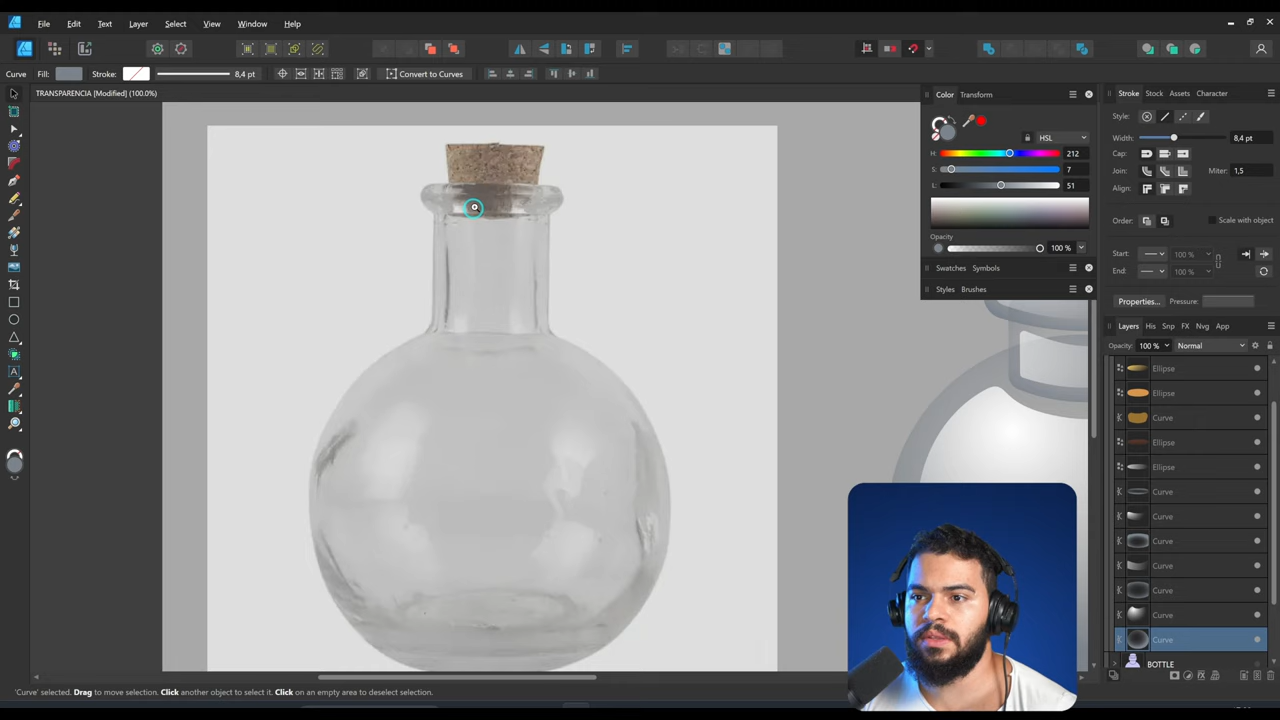 File Edit Text Layer Select View Window Help
Curve Fill: Stroke: 8,4 pt Convert to Curves
TRANSPARENCIA [Modified] (100.0%)
Color Transform
HSL
H: 212
S: 7
L: 51
Opacity
100 %
Swatches Symbols
Styles Brushes
Stroke Stock Assets Character
Style:
Width: 8,4 pt
Cap:
Join: Miter: 1,5
Align:
Order: Scale with object
Start: 100 %
End: 100 %
Properties... Pressure:
Layers His Snp FX Nvg App
Opacity: 100 % Normal
Ellipse
Ellipse
Curve
Ellipse
Ellipse
Curve
Curve
Curve
Curve
Curve
Curve
Curve
BOTTLE
'Curve' selected. Drag to move selection. Click another object to select it. Click on an empty area to deselect selection.